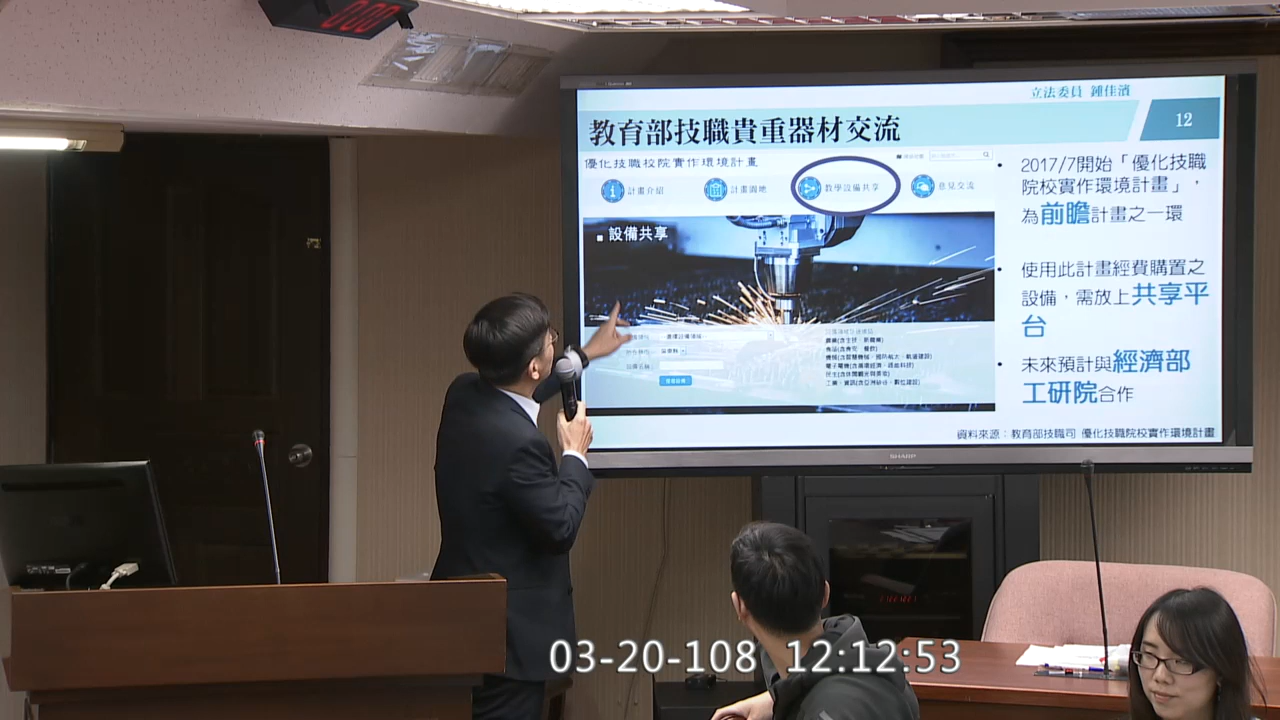 立法委員 鍾佳濱
教育部技職貴重器材交流
12
優化技職校院實作環境計畫
計畫介紹
計畫園地
教學設備共享
意見交流
設備共享
2017/7開始「優化技職
院校實作環境計畫」，
為前瞻計畫之一環
使用此計畫經費購置之
設備，需放上共享平
台
未來預計與經濟部
工研院合作
資料來源：教育部技職司 優化技職院校實作環境計畫
SHARP
03-20-108 12:12:53